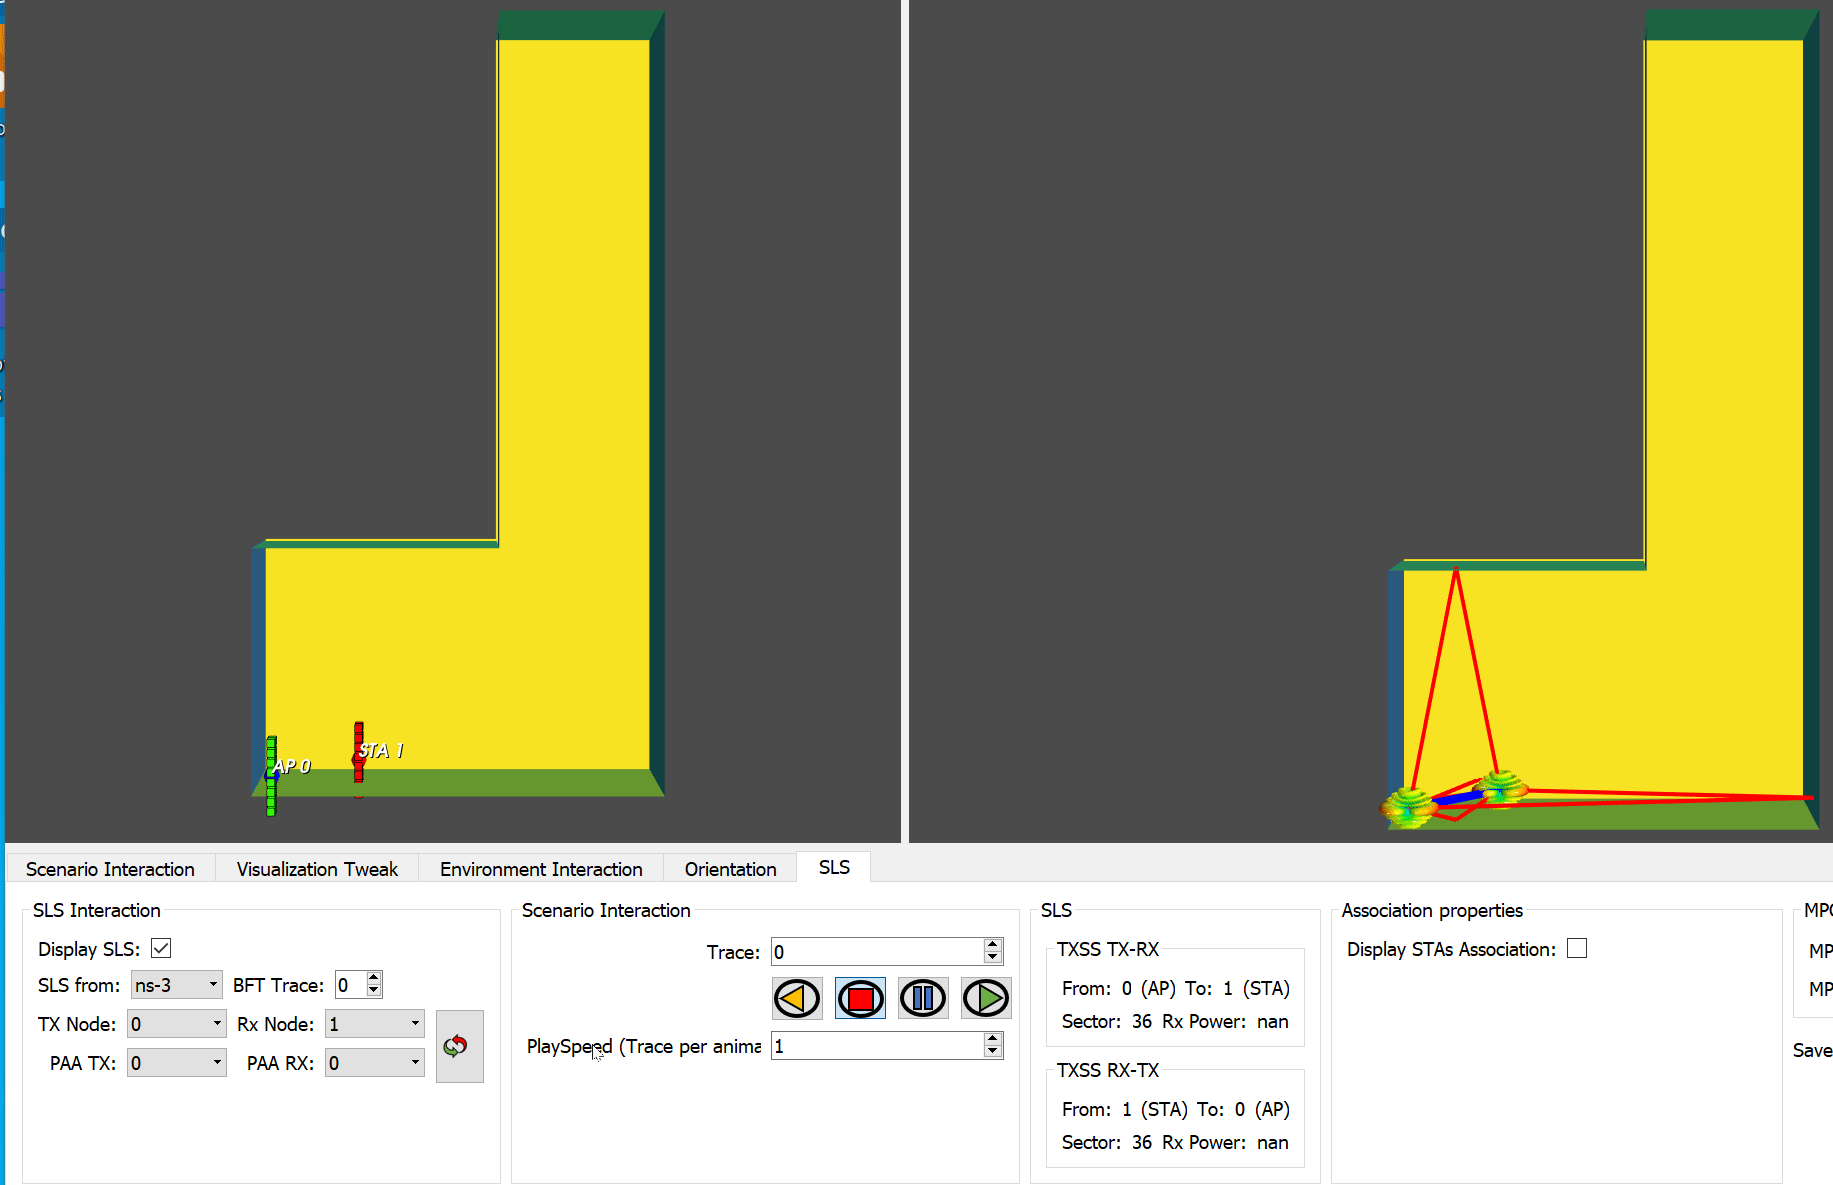 AP 0
STA 1
Scenario Interaction
Visualization Tweak
Environment Interaction
Orientation
SLS
SLS Interaction
Display SLS:
SLS from: ns-3 BFT Trace: 0
TX Node: 0 Rx Node: 1
PAA TX: 0 PAA RX: 0
Scenario Interaction
Trace: 0
PlaySpeed (Trace per anima 1
SLS
TXSS TX-RX
From: 0 (AP) To: 1 (STA)
Sector: 36 Rx Power: nan
TXSS RX-TX
From: 1 (STA) To: 0 (AP)
Sector: 36 Rx Power: nan
Association properties
Display STAs Association:
MP
MP
Save